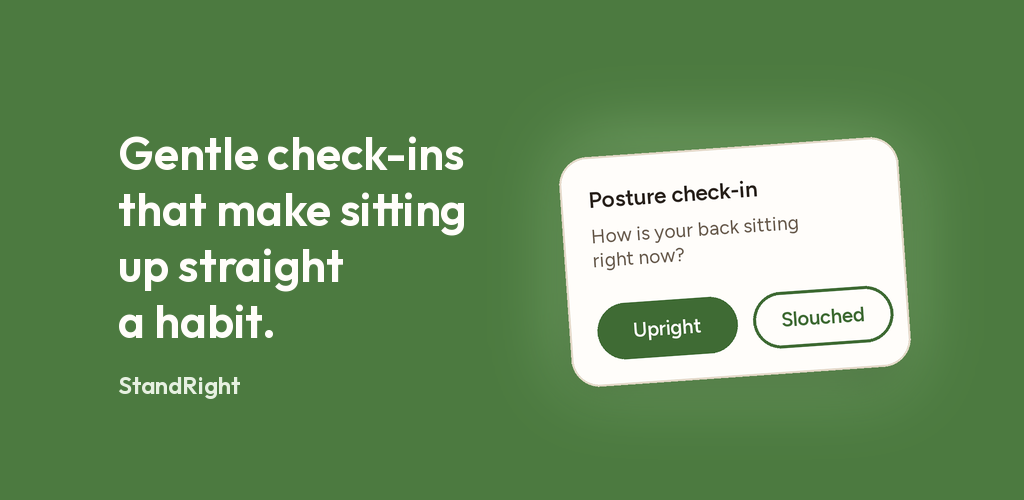 Gentle check-ins
that make sitting
up straight
a habit.
StandRight
Posture check-in
How is your back sitting
right now?
Upright
Slouched